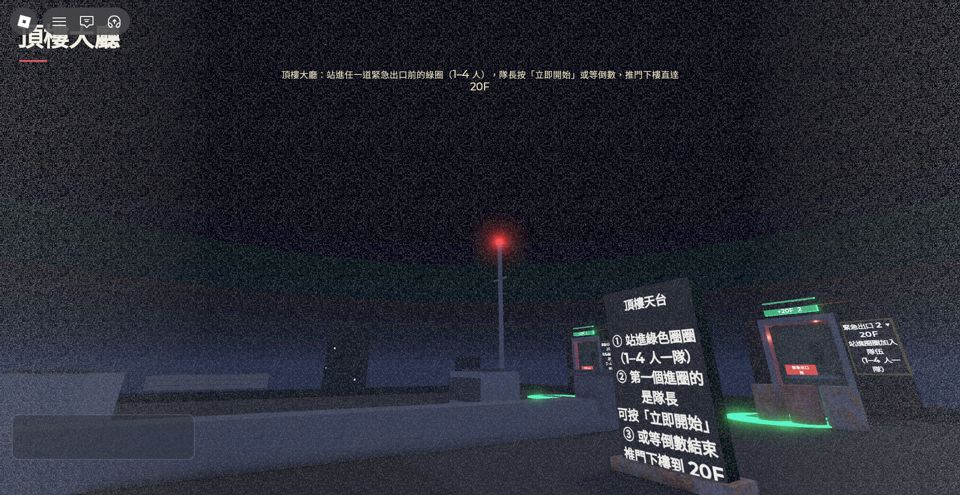 頂樓大廳
頂樓大廳：站進任一道緊急出口前的綠圈（1–4 人），隊長按「立即開始」或等倒數，推門下樓直達
20F
頂樓天台
① 站進綠色圈圈
（1–4 人一隊）
② 第一個進圈的
是隊長
可按「立即開始」
③ 或等倒數結束
推門下樓到 20F
緊急出口 2 ▼
20F
站進圈圈加入
隊伍
（1–4 人一
隊）